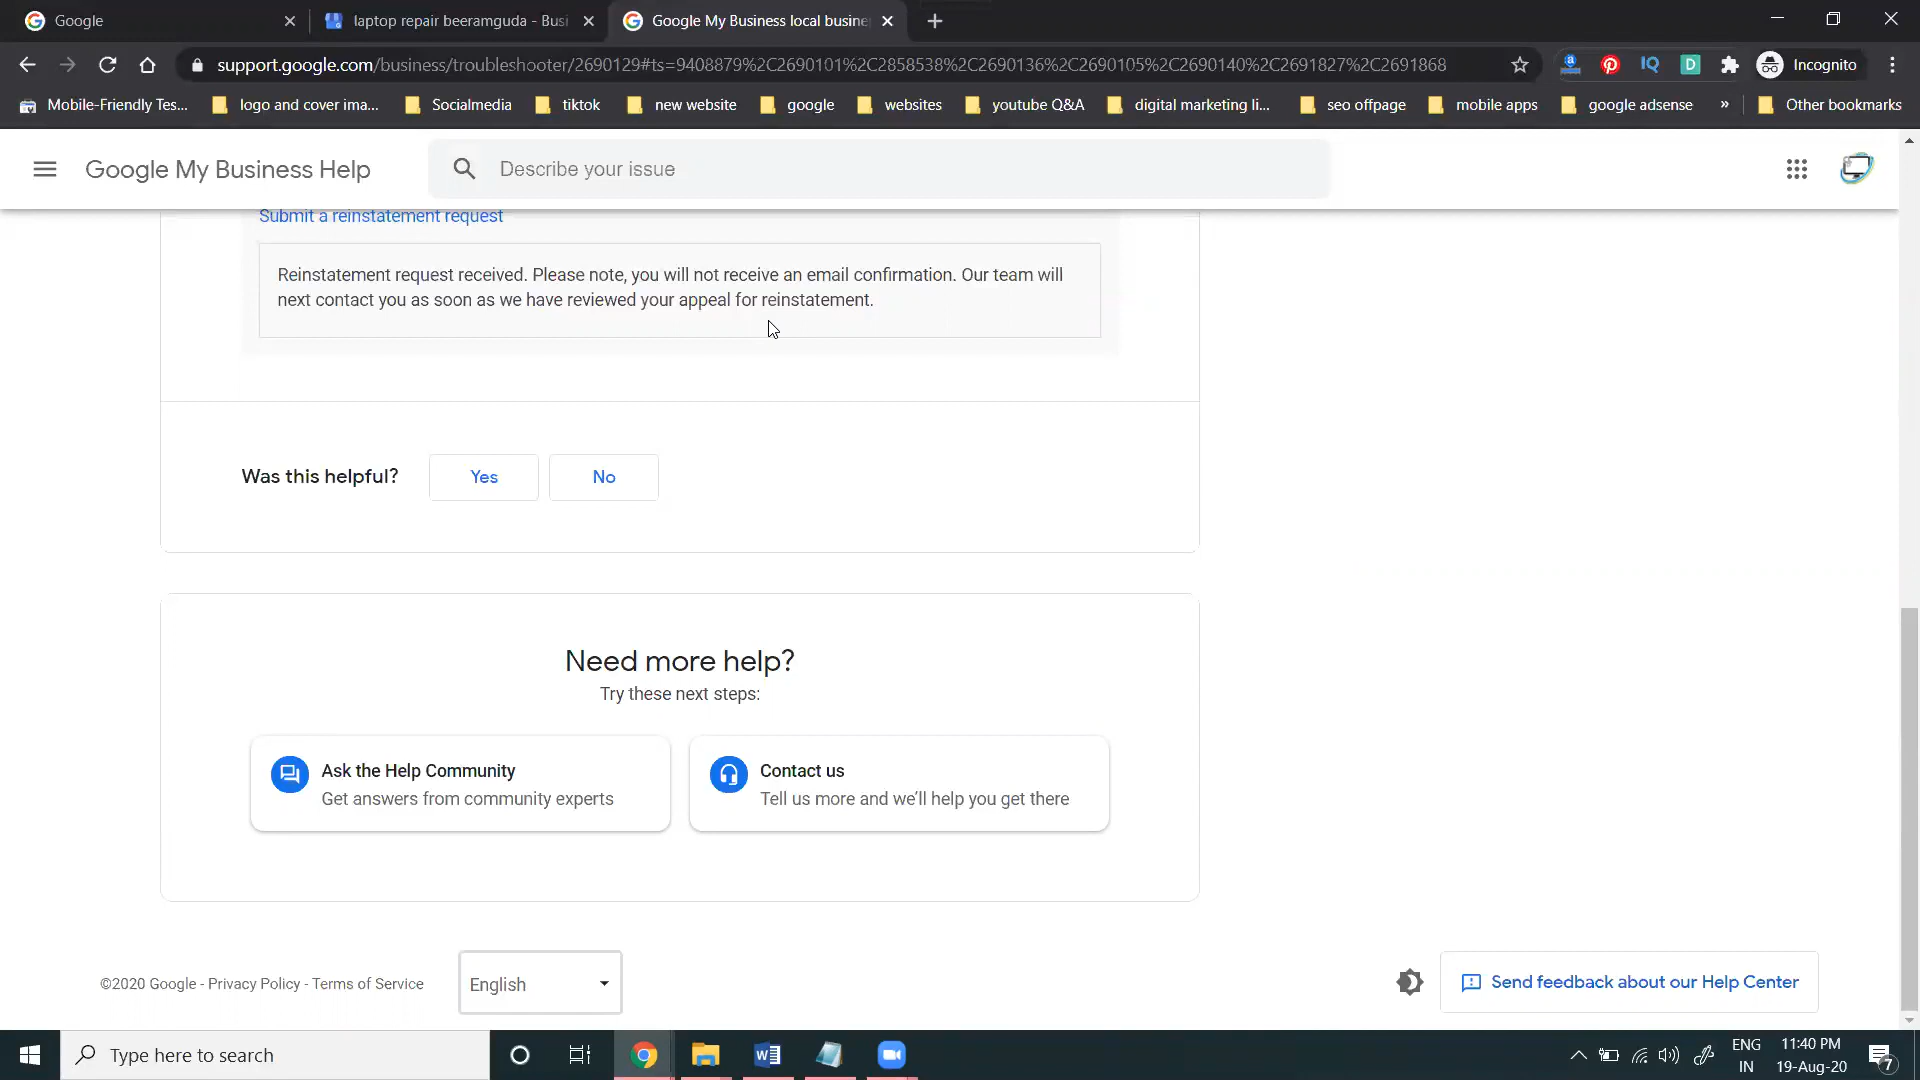 Google
laptop repair beeramguda - Busi
Google My Business local busine
support.google.com/business/troubleshooter/2690129#ts=9408879%2C2690101%2C2858538%2C2690136%2C2690105%2C2690140%2C2691827%2C2691868
Incognito
Mobile-Friendly Tes...
logo and cover ima...
Socialmedia
tiktok
new website
google
websites
youtube Q&A
digital marketing li...
seo offpage
mobile apps
google adsense
»
Other bookmarks
Google My Business Help
Describe your issue
Submit a reinstatement request
Reinstatement request received. Please note, you will not receive an email confirmation. Our team will
next contact you as soon as we have reviewed your appeal for reinstatement.
Was this helpful?
Yes
No
Need more help?
Try these next steps:
Ask the Help Community
Get answers from community experts
Contact us
Tell us more and we'll help you get there
©2020 Google - Privacy Policy - Terms of Service
English
Send feedback about our Help Center
Type here to search
ENG
IN
11:40 PM
19-Aug-20
7